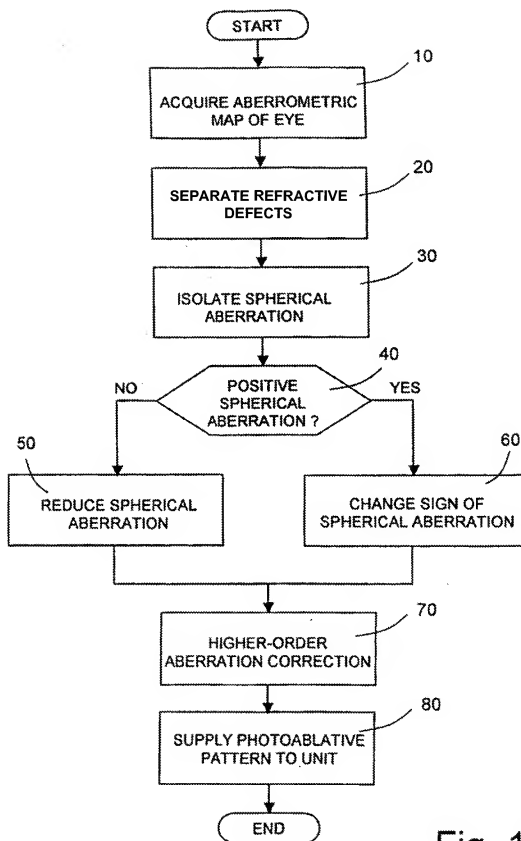 START
10
ACQUIRE ABERROMETRIC
MAP OF EYE
20
SEPARATE REFRACTIVE
DEFECTS
30
ISOLATE SPHERICAL
ABERRATION
40
NO
POSITIVE
SPHERICAL
ABERRATION ?
YES
50
REDUCE SPHERICAL
ABERRATION
60
CHANGE SIGN OF
SPHERICAL ABERRATION
70
HIGHER-ORDER
ABERRATION CORRECTION
80
SUPPLY PHOTOABLATIVE
PATTERN TO UNIT
END
Fig. 1